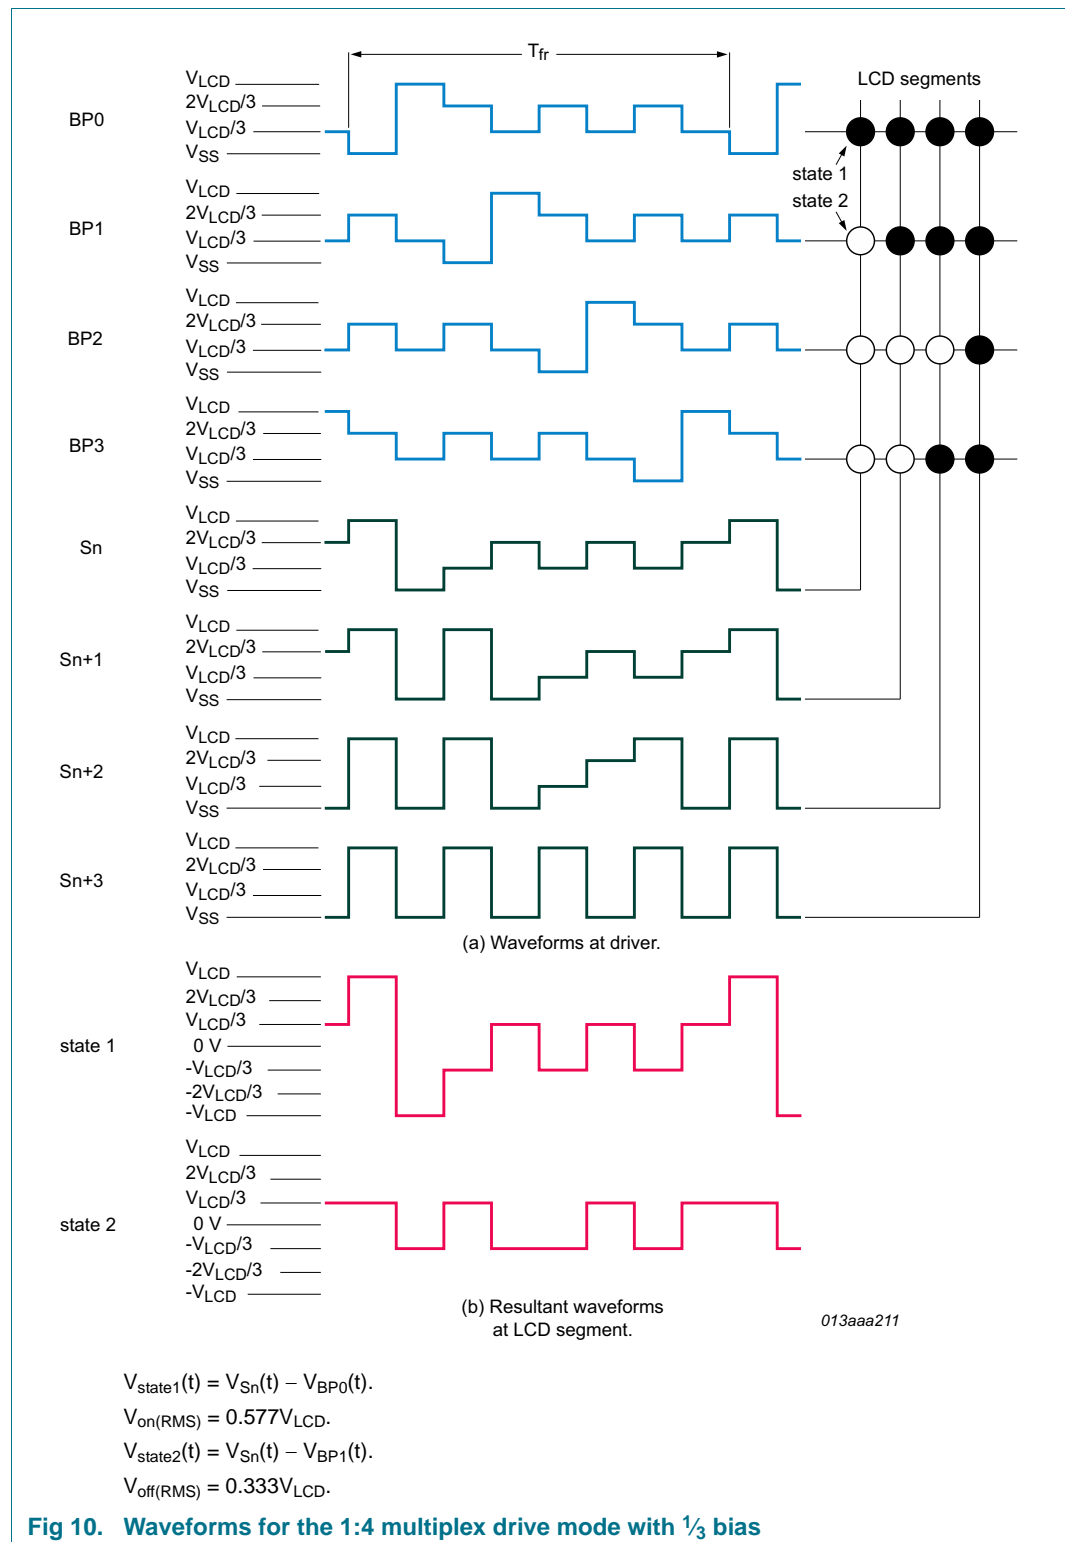 Tfr
LCD segments
BP0
VLCD
2VLCD/3
VLCD/3
VSS
state 1
state 2
BP1
VLCD
2VLCD/3
VLCD/3
VSS
BP2
VLCD
2VLCD/3
VLCD/3
VSS
BP3
VLCD
2VLCD/3
VLCD/3
VSS
Sn
VLCD
2VLCD/3
VLCD/3
VSS
Sn+1
VLCD
2VLCD/3
VLCD/3
VSS
Sn+2
VLCD
2VLCD/3
VLCD/3
VSS
Sn+3
VLCD
2VLCD/3
VLCD/3
VSS
(a) Waveforms at driver.
state 1
VLCD
2VLCD/3
VLCD/3
0 V
-VLCD/3
-2VLCD/3
-VLCD
state 2
VLCD
2VLCD/3
VLCD/3
0 V
-VLCD/3
-2VLCD/3
-VLCD
(b) Resultant waveforms
at LCD segment.
013aaa211
Vstate1(t) = VSn(t) − VBP0(t).
Von(RMS) = 0.577VLCD.
Vstate2(t) = VSn(t) − VBP1(t).
Voff(RMS) = 0.333VLCD.
Fig 10. Waveforms for the 1:4 multiplex drive mode with 1⁄3 bias